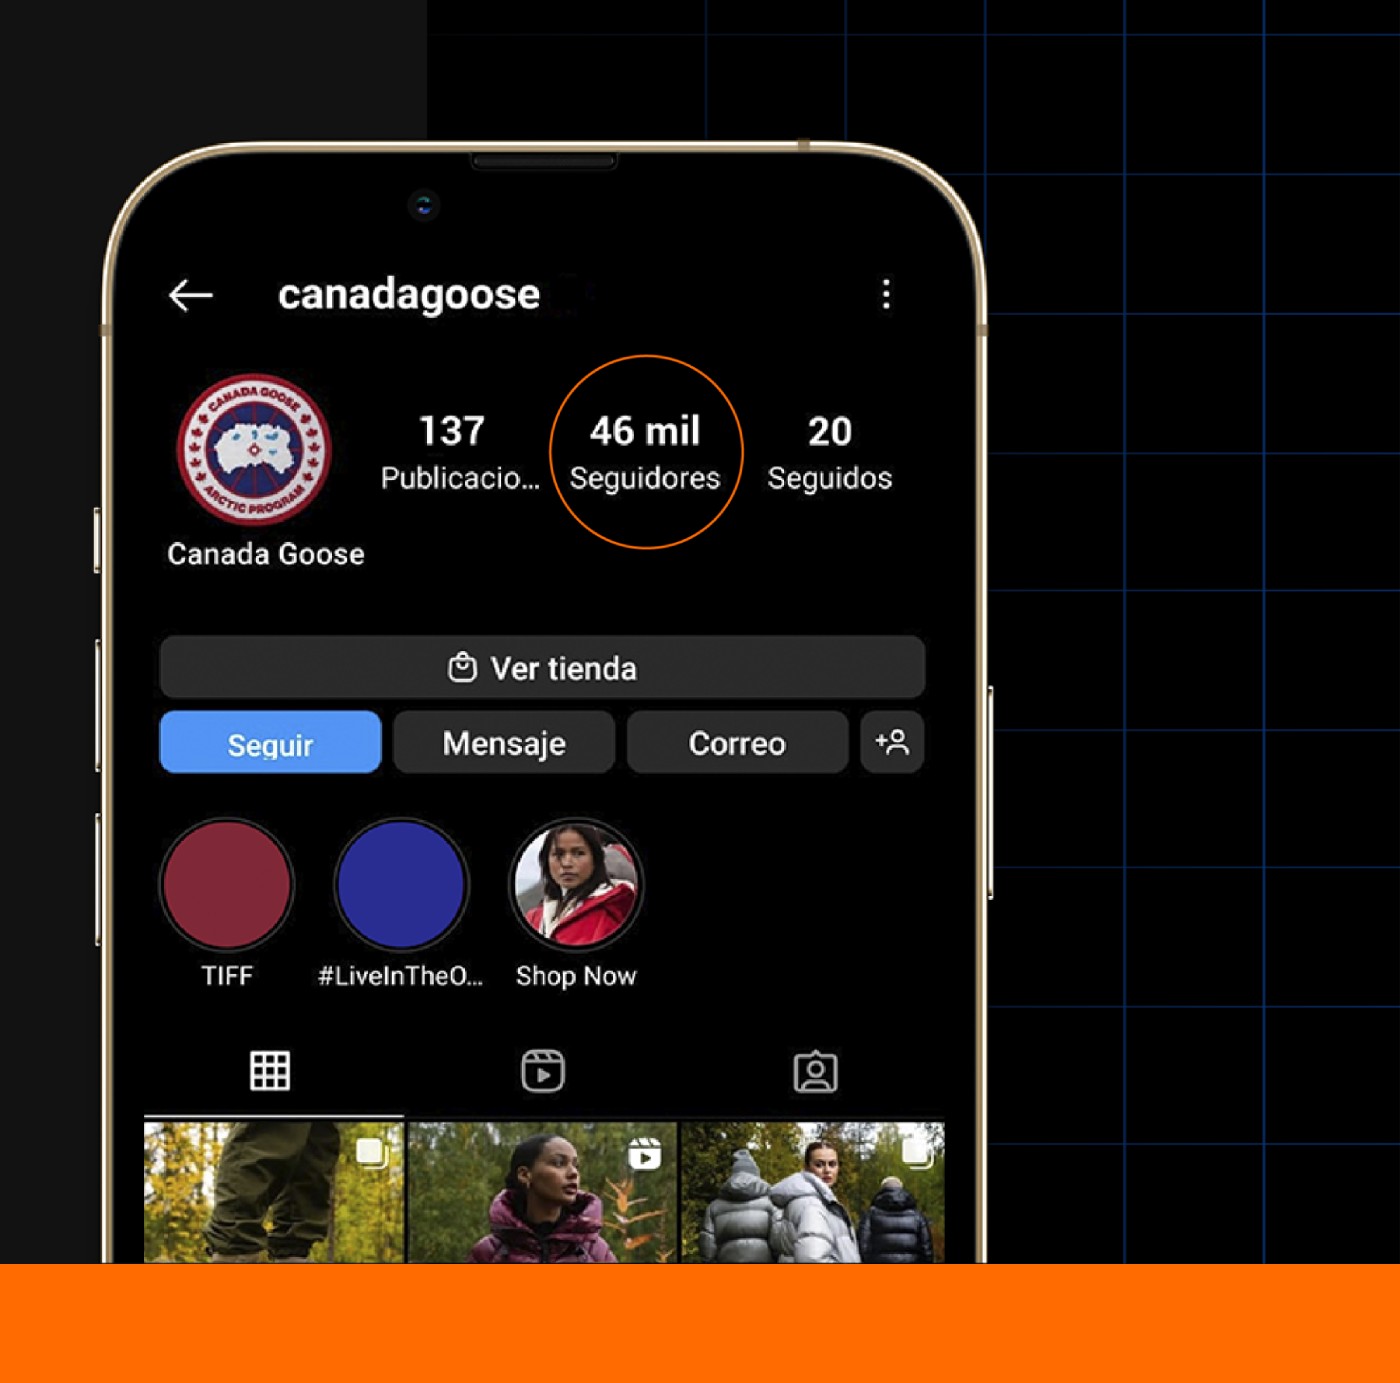 canadagoose
CANADA GOOSE
ARCTIC PROGRAM
137
Publicacio...
46 mil
Seguidores
20
Seguidos
Canada Goose
Ver tienda
Seguir
Mensaje
Correo
TIFF
#LiveInTheO...
Shop Now